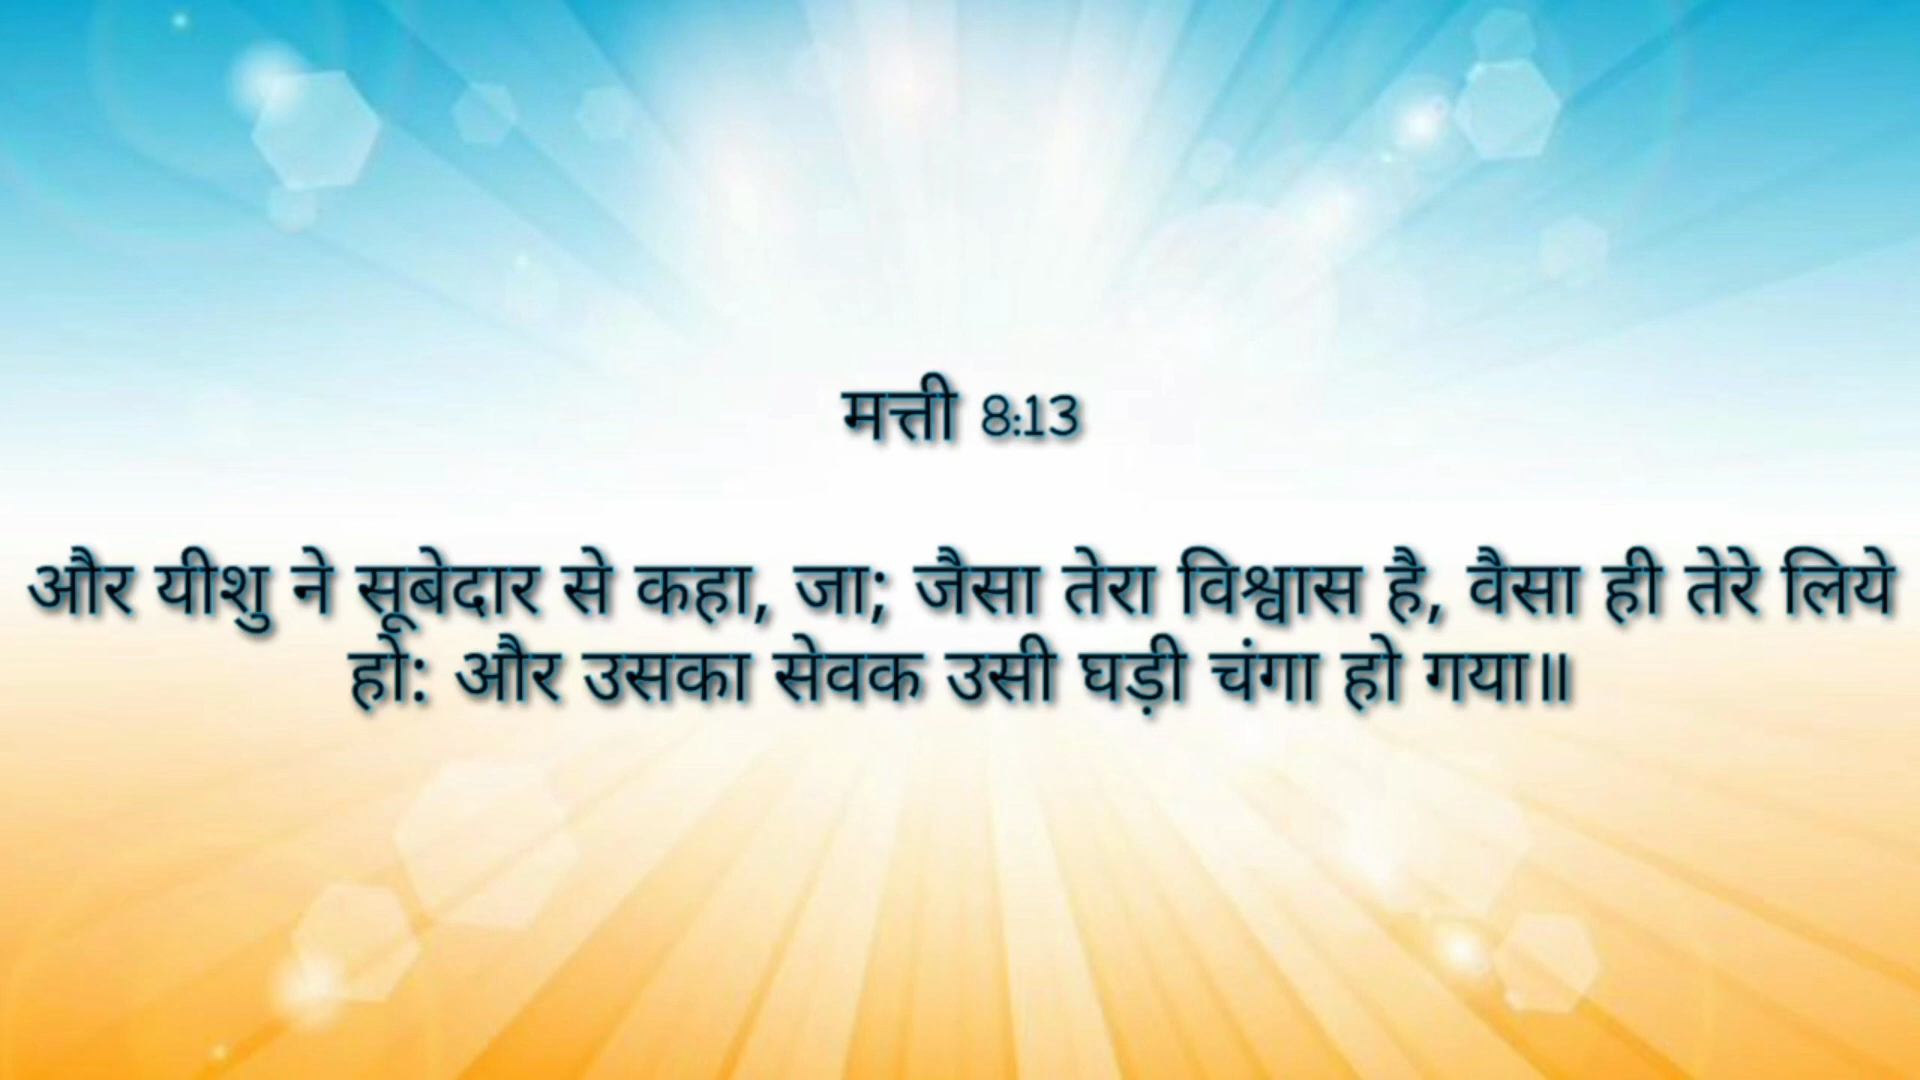 मत्ती 8:13
और यीशु ने सूबेदार से कहा, जा; जैसा तेरा विश्वास है, वैसा ही तेरे लिये
हो: और उसका सेवक उसी घड़ी चंगा हो गया॥